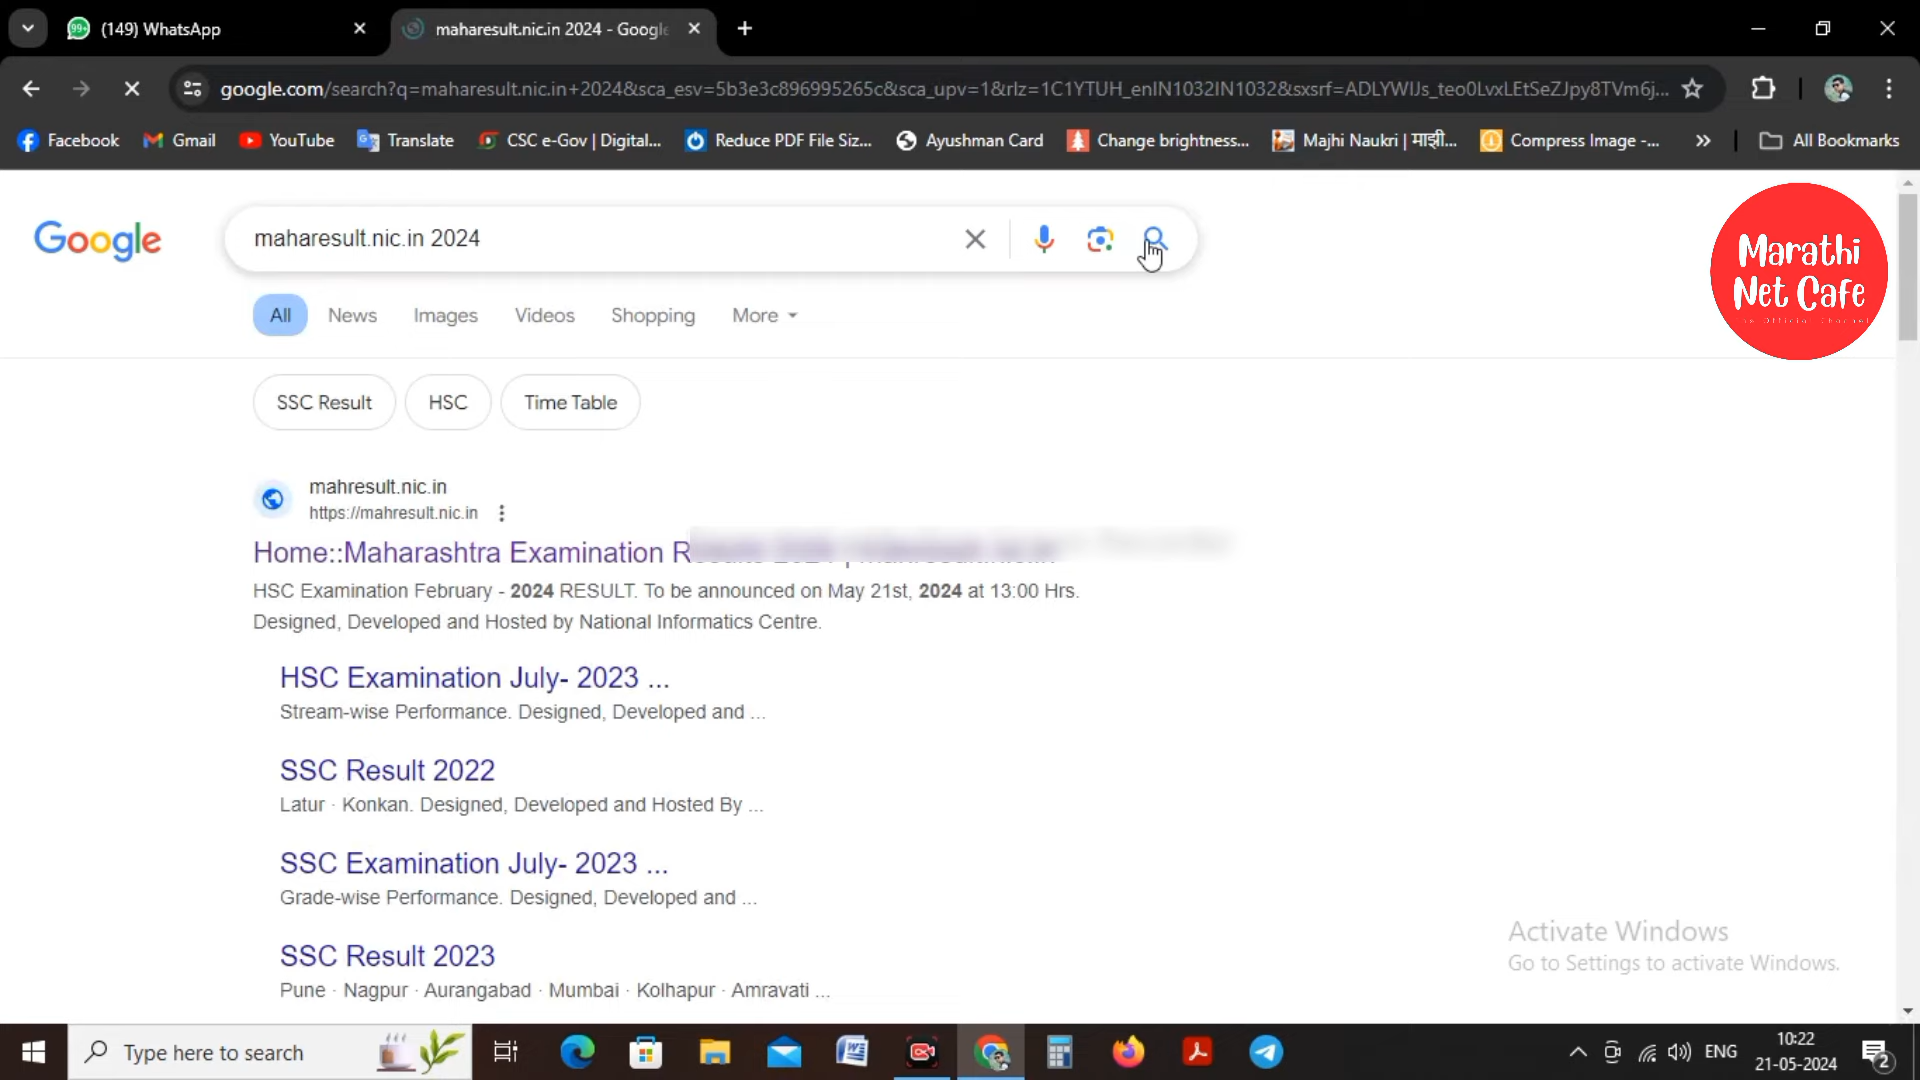 (149) WhatsApp
maharesult.nic.in 2024 - Google
google.com/search?q=maharesult.nic.in+2024&sca_esv=5b3e3c896995265c&sca_upv=1&rlz=1C1YTUH_enIN1032IN1032&sxsrf=ADLYWIJs_teo0LvxLEtSeZJpy8TVm6j...
Facebook Gmail YouTube Translate CSC e-Gov | Digital... Reduce PDF File Siz... Ayushman Card Change brightness... Majhi Naukri | माझी... Compress Image -... All Bookmarks
Google
maharesult.nic.in 2024
Marathi
Net Cafe
All News Images Videos Shopping More
SSC Result HSC Time Table
mahresult.nic.in
https://mahresult.nic.in
Home::Maharashtra Examination
HSC Examination February - 2024 RESULT. To be announced on May 21st, 2024 at 13:00 Hrs.
Designed, Developed and Hosted by National Informatics Centre.
HSC Examination July- 2023 ...
Stream-wise Performance. Designed, Developed and ...
SSC Result 2022
Latur · Konkan. Designed, Developed and Hosted By ...
SSC Examination July- 2023 ...
Grade-wise Performance. Designed, Developed and ...
SSC Result 2023
Pune · Nagpur · Aurangabad · Mumbai · Kolhapur · Amravati ...
Activate Windows
Go to Settings to activate Windows.
Type here to search
ENG
10:22
21-05-2024
2